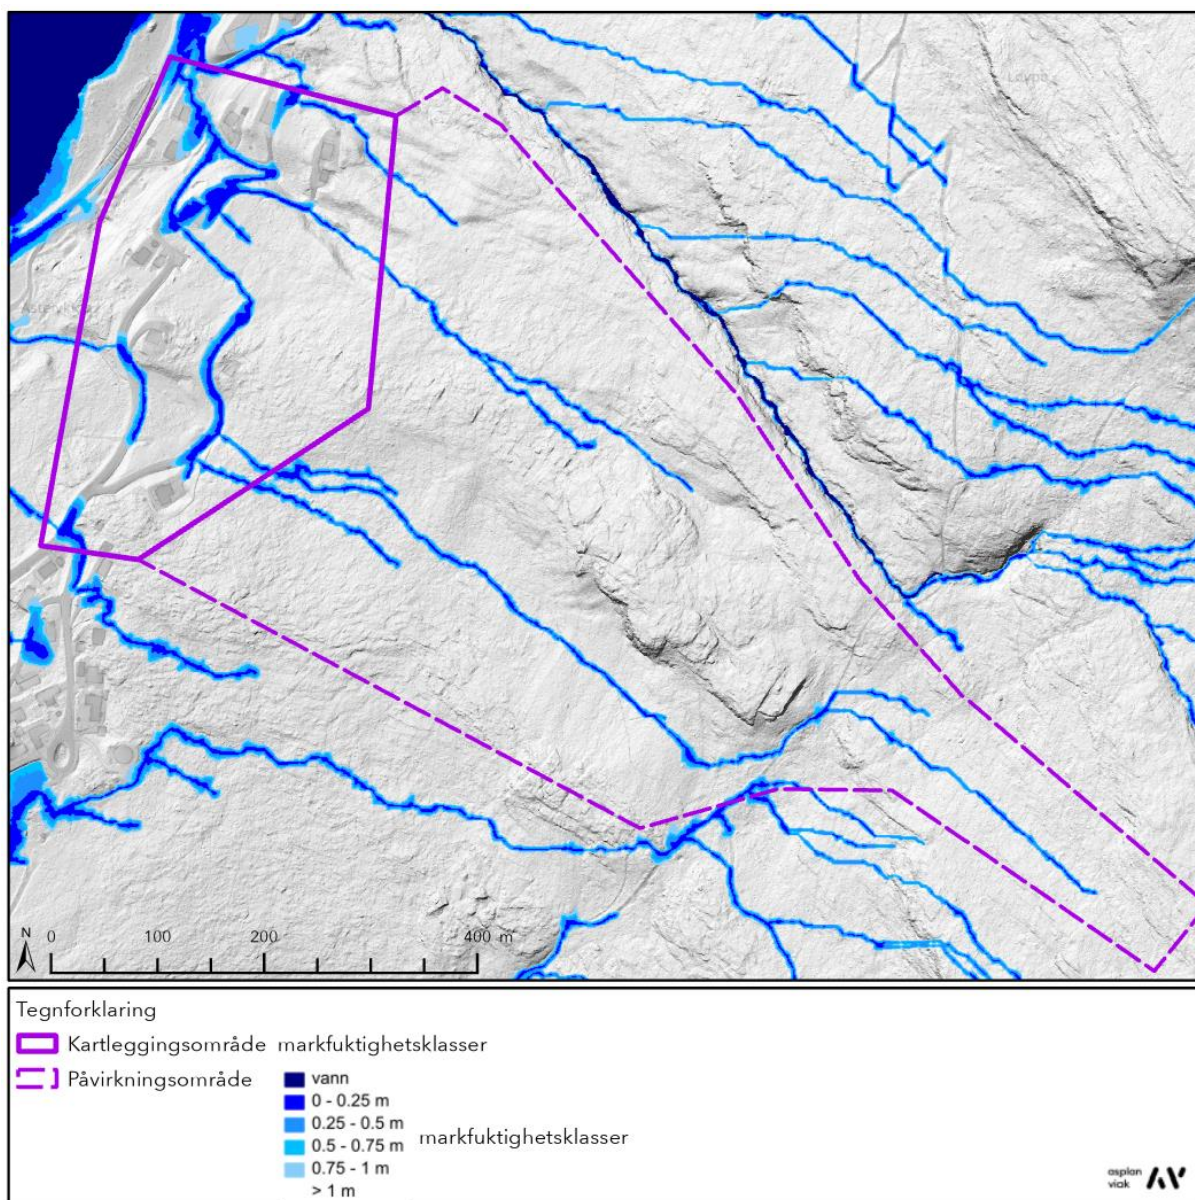 N
0 100 200 400 m
Tegnforklaring
Kartleggingsområde markfuktighetsklasser
Påvirkningsområde
vann
0 - 0.25 m
0.25 - 0.5 m
0.5 - 0.75 m
markfuktighetsklasser
0.75 - 1 m
> 1 m
asplan
viak